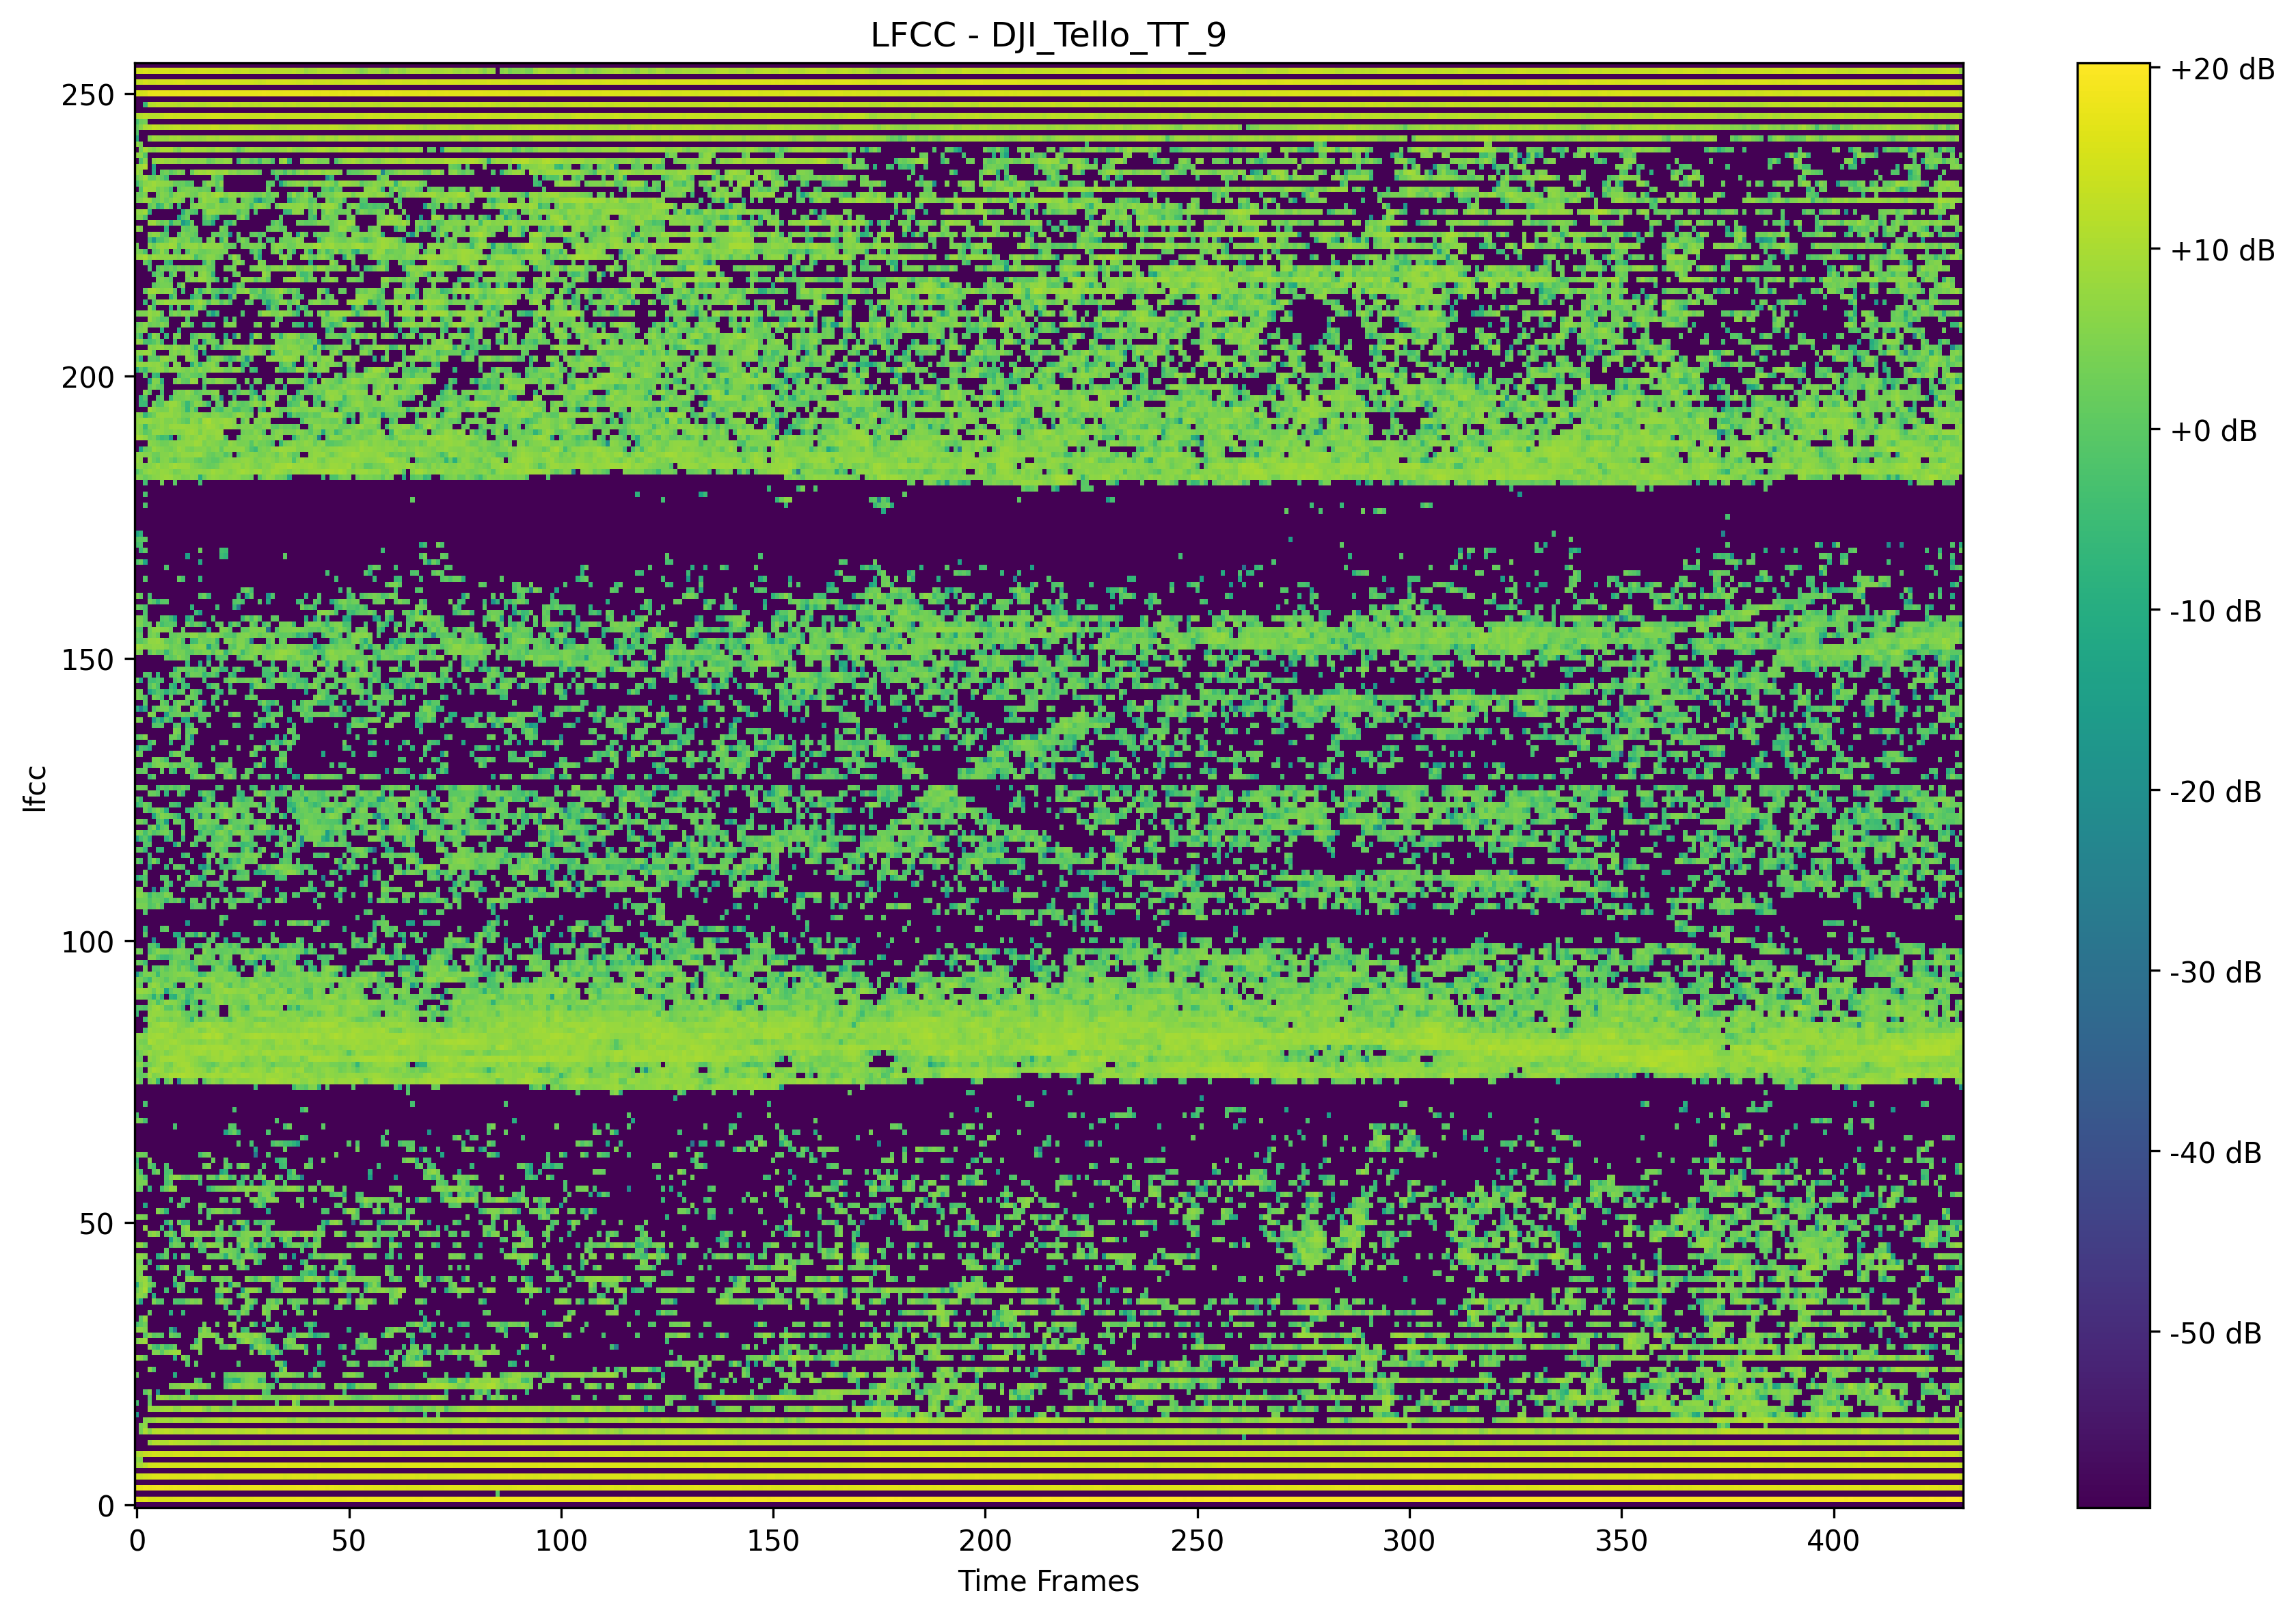 LFCC - DJI_Tello_TT_9
250
200
150
100
50
0
lfcc
0 50 100 150 200 250 300 350 400
Time Frames
+20 dB
+10 dB
+0 dB
-10 dB
-20 dB
-30 dB
-40 dB
-50 dB